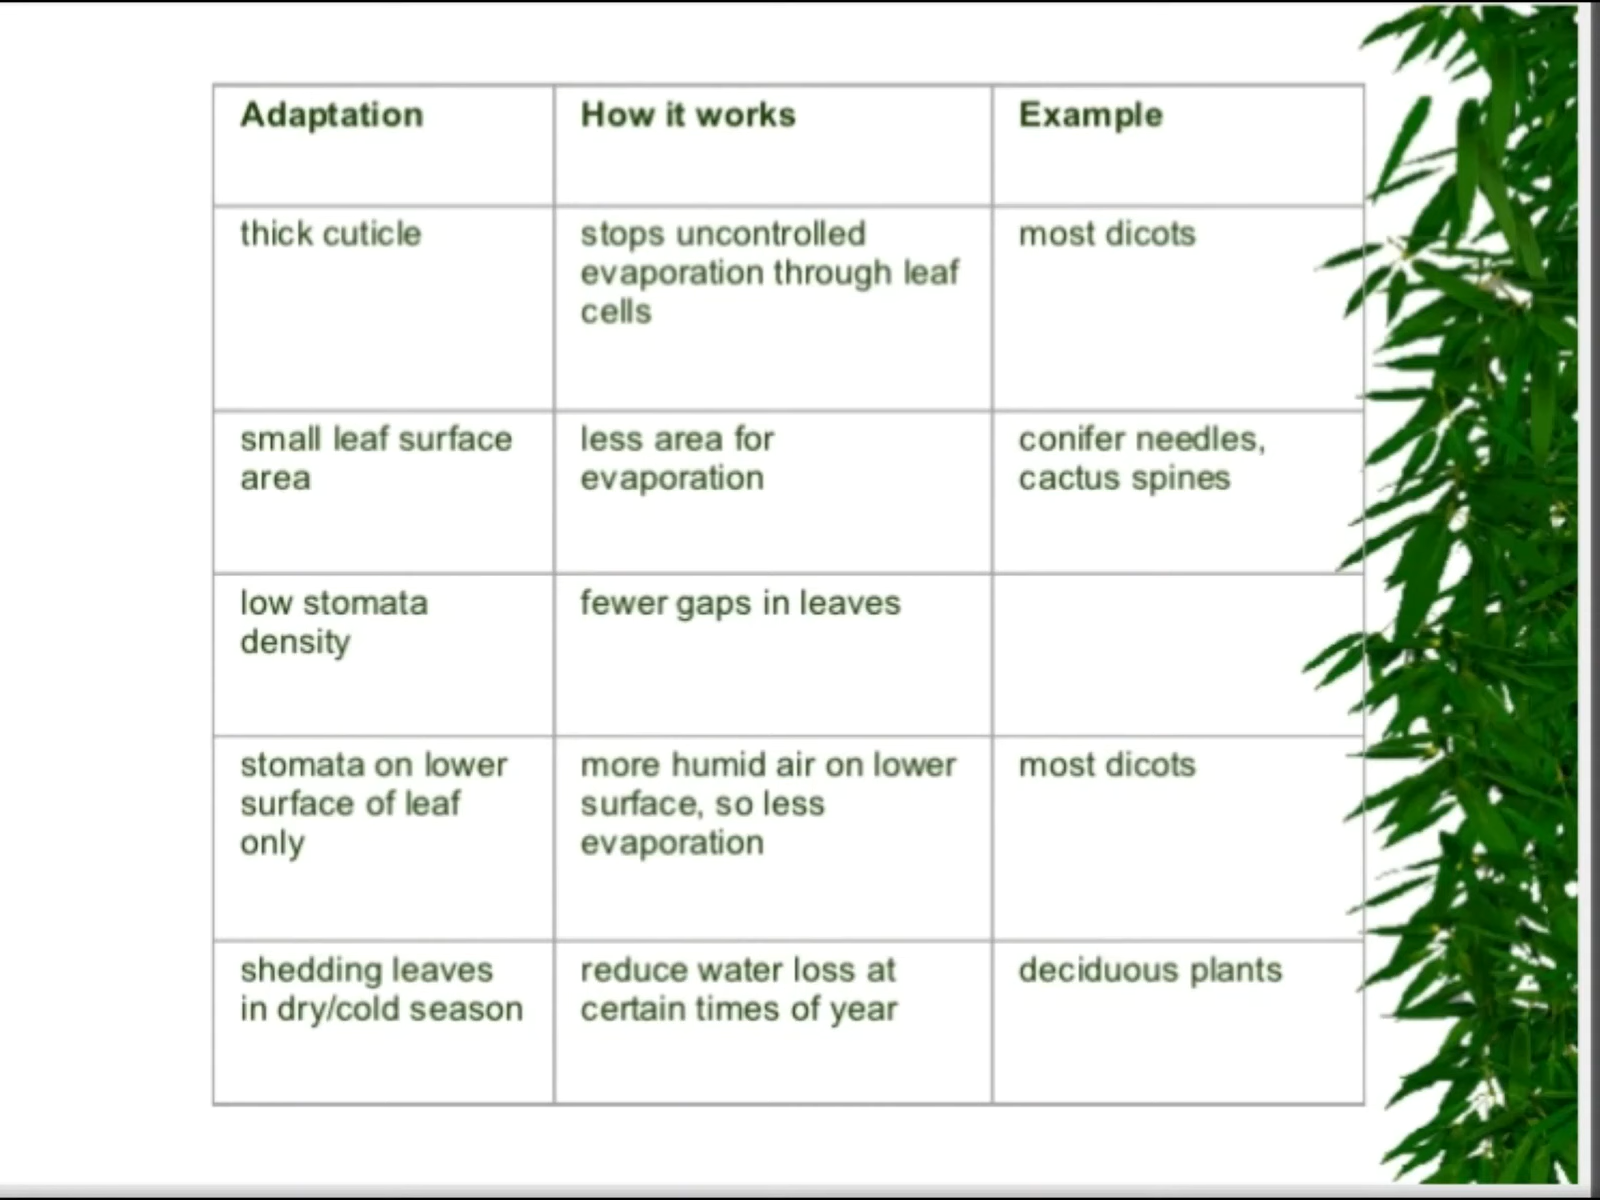 Adaptation
How it works
Example
thick cuticle
stops uncontrolled
evaporation through leaf
cells
most dicots
small leaf surface
area
less area for
evaporation
conifer needles,
cactus spines
low stomata
density
fewer gaps in leaves
stomata on lower
surface of leaf
only
more humid air on lower
surface, so less
evaporation
most dicots
shedding leaves
in dry/cold season
reduce water loss at
certain times of year
deciduous plants